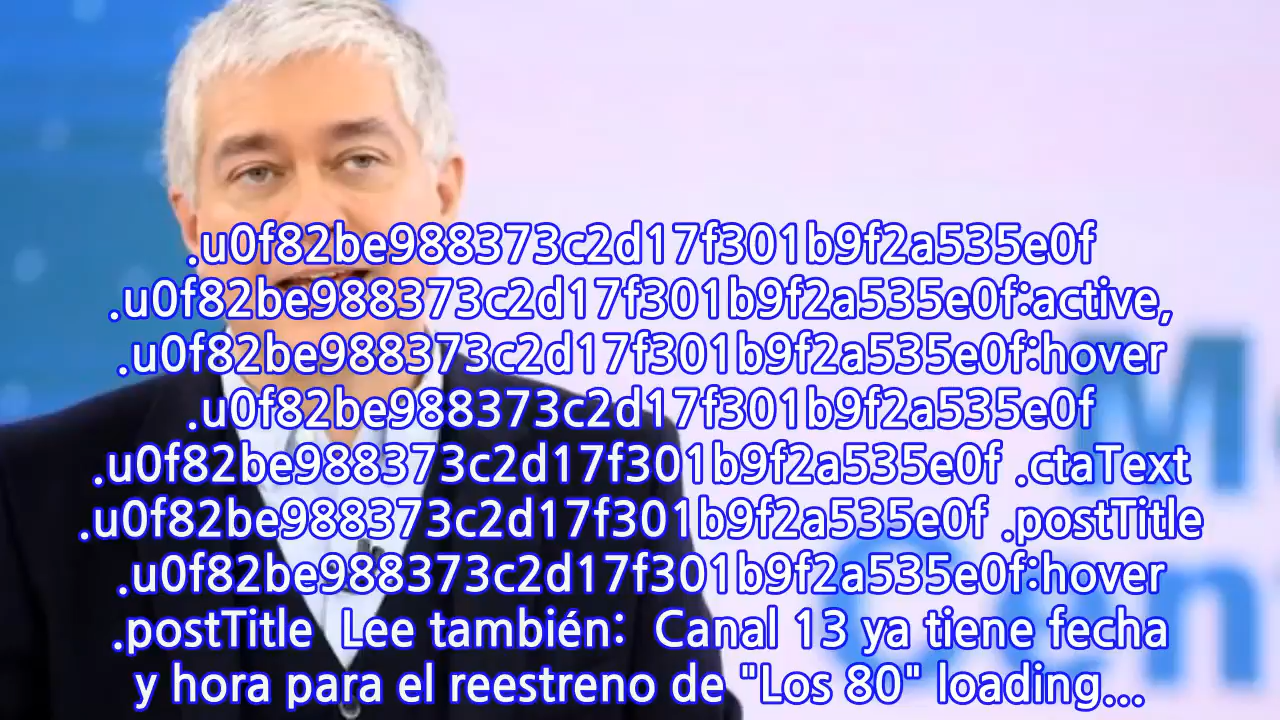 .u0f82be988373c2d17f301b9f2a535e0f
.u0f82be988373c2d17f301b9f2a535e0f:active,
.u0f82be988373c2d17f301b9f2a535e0f:hover
.u0f82be988373c2d17f301b9f2a535e0f
.u0f82be988373c2d17f301b9f2a535e0f .ctaText
.u0f82be988373c2d17f301b9f2a535e0f .postTitle
.u0f82be988373c2d17f301b9f2a535e0f:hover
.postTitle  Lee también:  Canal 13 ya tiene fecha
y hora para el reestreno de "Los 80" loading...